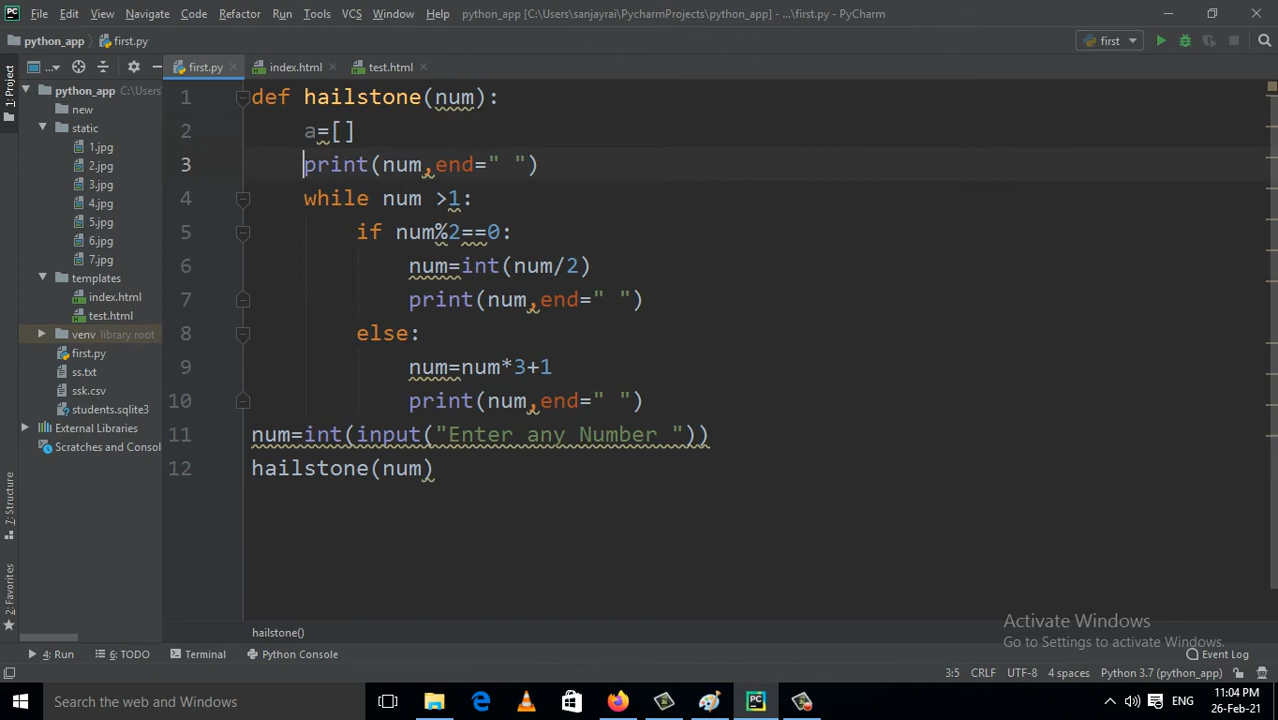 File Edit View Navigate Code Refactor Run Tools VCS Window Help python_app [C:\Users\sanjayrai\PycharmProjects\python_app] - ...\first.py - PyCharm
python_app first.py first
... first.py index.html test.html
1: Project
python_app C:\Users
new
static
1.jpg
2.jpg
3.jpg
4.jpg
5.jpg
6.jpg
7.jpg
templates
index.html
test.html
venv library root
first.py
ss.txt
ssk.csv
students.sqlite3
External Libraries
Scratches and Consol
7: Structure
2: Favorites
1 def hailstone(num):
2 a=[]
3 print(num,end=" ")
4 while num >1:
5 if num%2==0:
6 num=int(num/2)
7 print(num,end=" ")
8 else:
9 num=num*3+1
10 print(num,end=" ")
11 num=int(input("Enter any Number "))
12 hailstone(num)
Activate Windows
Go to Settings to activate Windows.
hailstone()
4: Run 6: TODO Terminal Python Console Event Log
3:5 CRLF UTF-8 4 spaces Python 3.7 (python_app)
Search the web and Windows ENG
11:04 PM
26-Feb-21